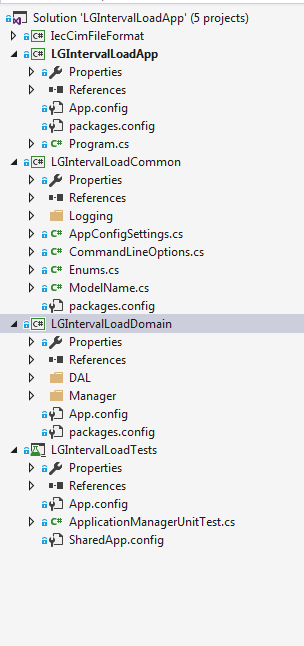 Solution 'LGIntervalLoadApp' (5 projects)
C# IecCimFileFormat
C# LGIntervalLoadApp
Properties
References
App.config
packages.config
C# Program.cs
C# LGIntervalLoadCommon
Properties
References
Logging
C# AppConfigSettings.cs
C# CommandLineOptions.cs
C# Enums.cs
C# ModelName.cs
packages.config
C# LGIntervalLoadDomain
Properties
References
DAL
Manager
App.config
packages.config
LGIntervalLoadTests
Properties
References
App.config
C# ApplicationManagerUnitTest.cs
SharedApp.config